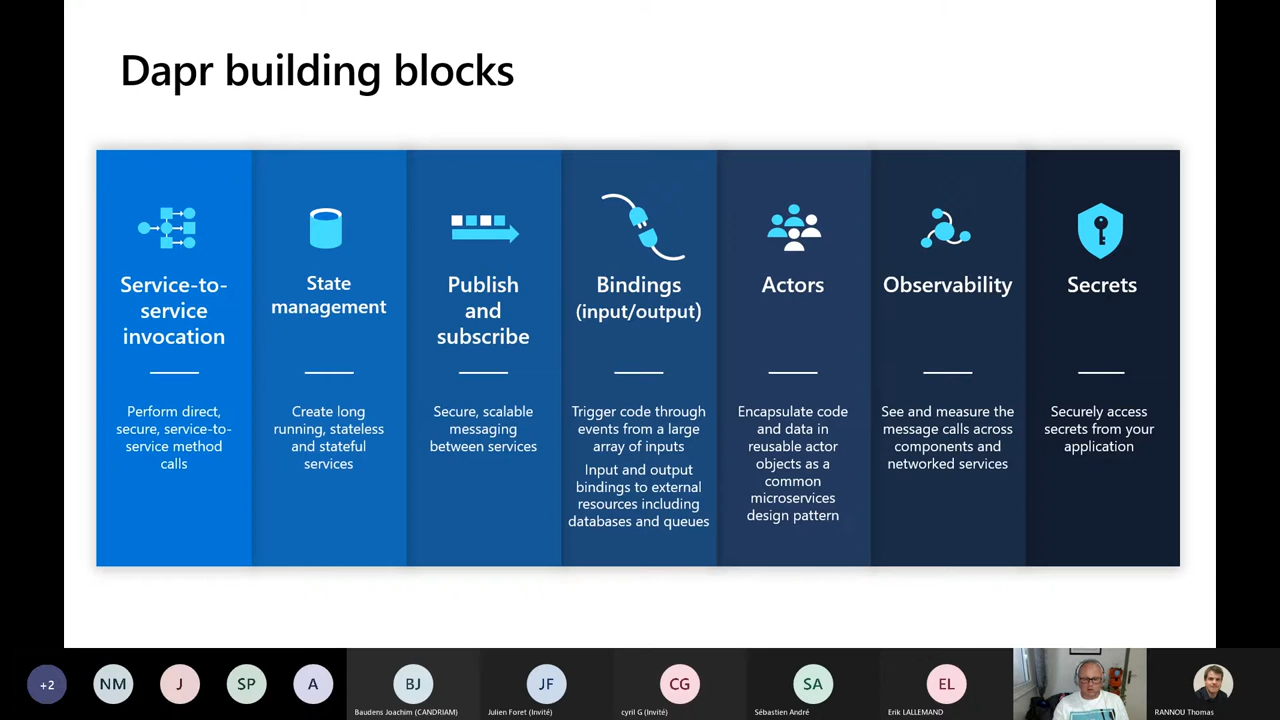 Dapr building blocks
Service-to-
service
invocation
Perform direct,
secure, service-to-
service method
calls
State
management
Create long
running, stateless
and stateful
services
Publish
and
subscribe
Secure, scalable
messaging
between services
Bindings
(input/output)
Trigger code through
events from a large
array of inputs
Input and output
bindings to external
resources including
databases and queues
Actors
Encapsulate code
and data in
reusable actor
objects as a
common
microservices
design pattern
Observability
See and measure the
message calls across
components and
networked services
Secrets
Securely access
secrets from your
application
+2
NM
J
SP
A
BJ
Baudens Joachim (CANDRIAM)
JF
Julien Foret (Invité)
CG
cyril G (Invité)
SA
Sébastien André
EL
Erik LALLEMAND
RANNOU Thomas